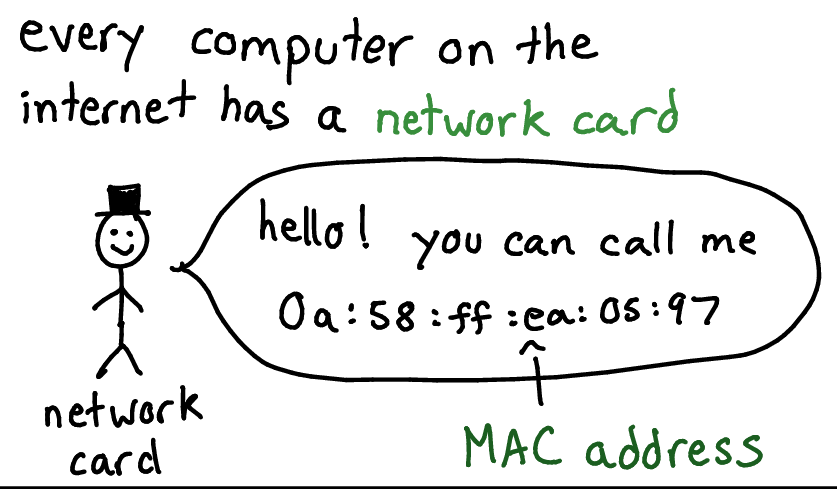 every computer on the
internet has a network card
hello! you can call me
0a:58:ff:ea:05:97
network
card
MAC address